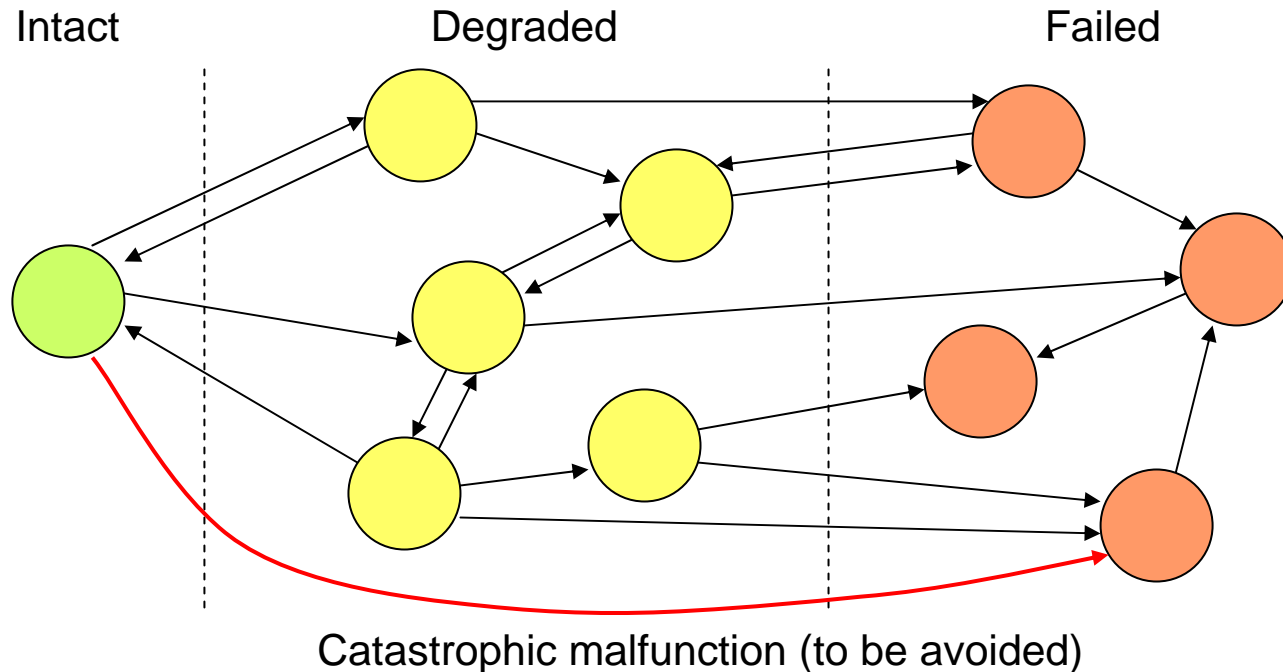 Intact Degraded Failed
Catastrophic malfunction (to be avoided)